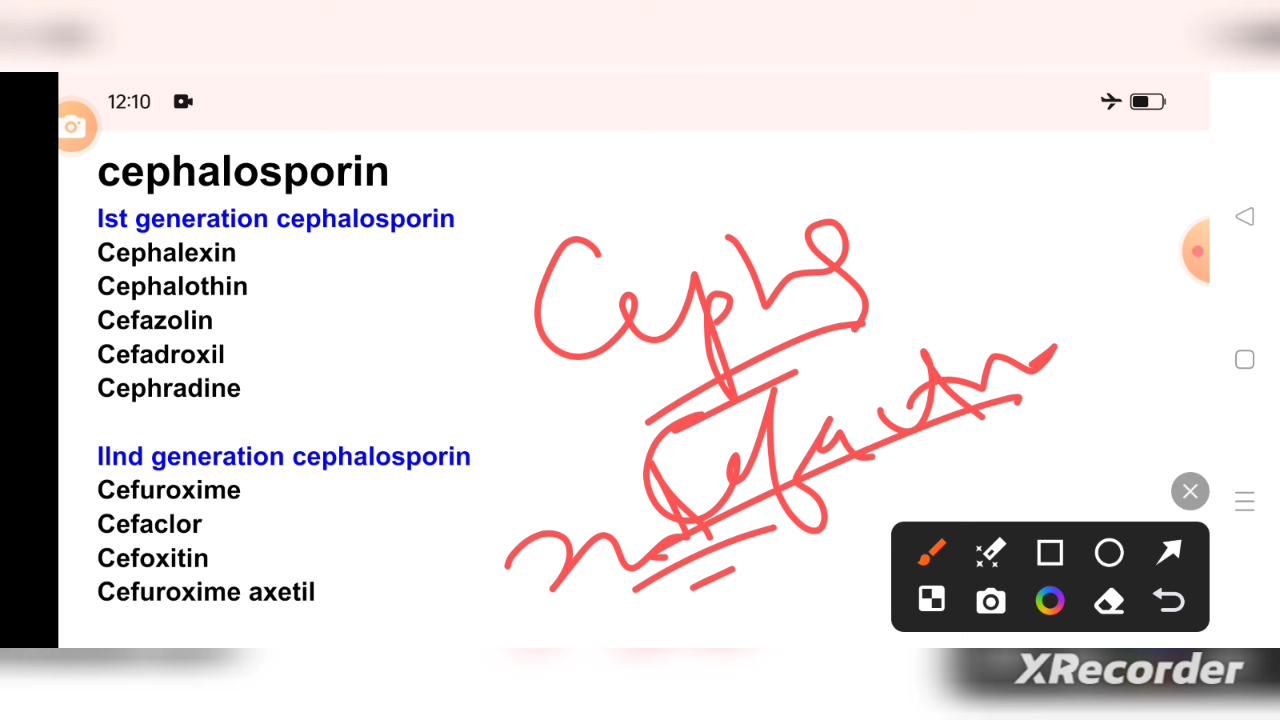 12:10
cephalosporin
Ist generation cephalosporin
Cephalexin
Cephalothin
Cefazolin
Cefadroxil
Cephradine
IInd generation cephalosporin
Cefuroxime
Cefaclor
Cefoxitin
Cefuroxime axetil
XRecorder